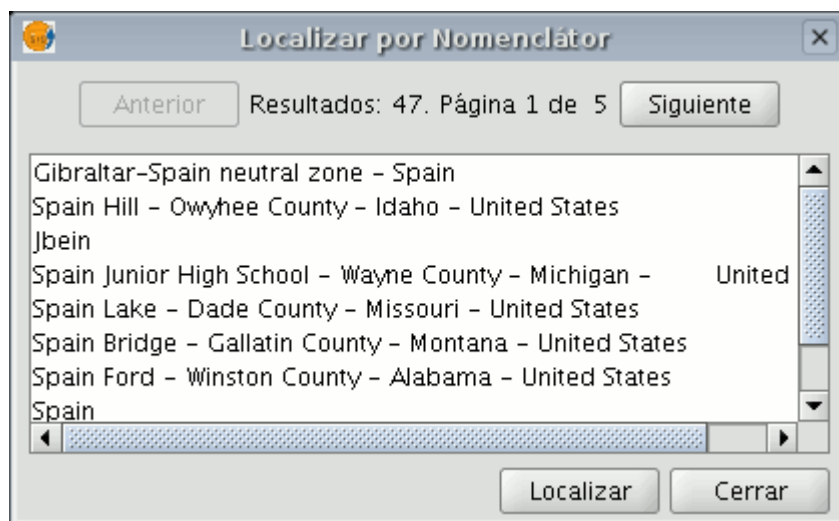 Localizar por Nomenclátor
Anterior Resultados: 47. Página 1 de 5 Siguiente
Gibraltar-Spain neutral zone - Spain
Spain Hill - Owyhee County - Idaho - United States
Jbein
Spain Junior High School - Wayne County - Michigan - United
Spain Lake - Dade County - Missouri - United States
Spain Bridge - Gallatin County - Montana - United States
Spain Ford - Winston County - Alabama - United States
Spain
Localizar Cerrar